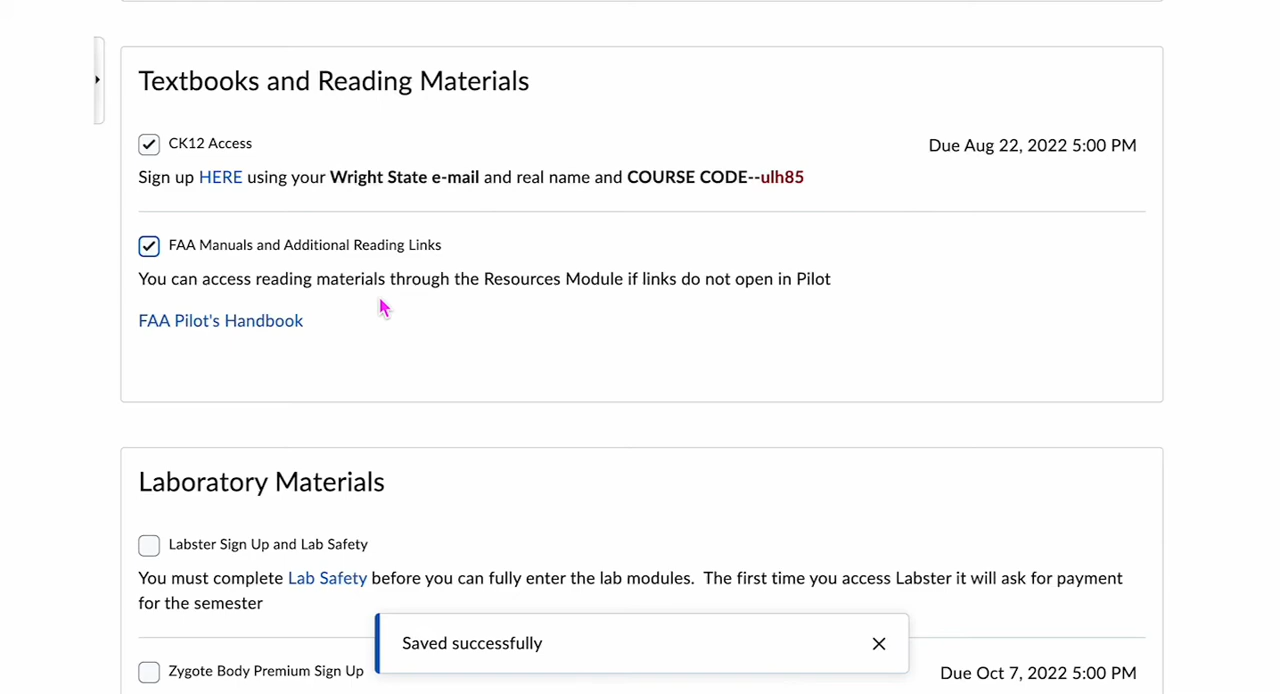 Textbooks and Reading Materials
CK12 Access
Due Aug 22, 2022 5:00 PM
Sign up HERE using your Wright State e-mail and real name and COURSE CODE--ulh85
FAA Manuals and Additional Reading Links
You can access reading materials through the Resources Module if links do not open in Pilot
FAA Pilot's Handbook
Laboratory Materials
Labster Sign Up and Lab Safety
You must complete Lab Safety before you can fully enter the lab modules.  The first time you access Labster it will ask for payment
for the semester
Saved successfully
Zygote Body Premium Sign Up
Due Oct 7, 2022 5:00 PM